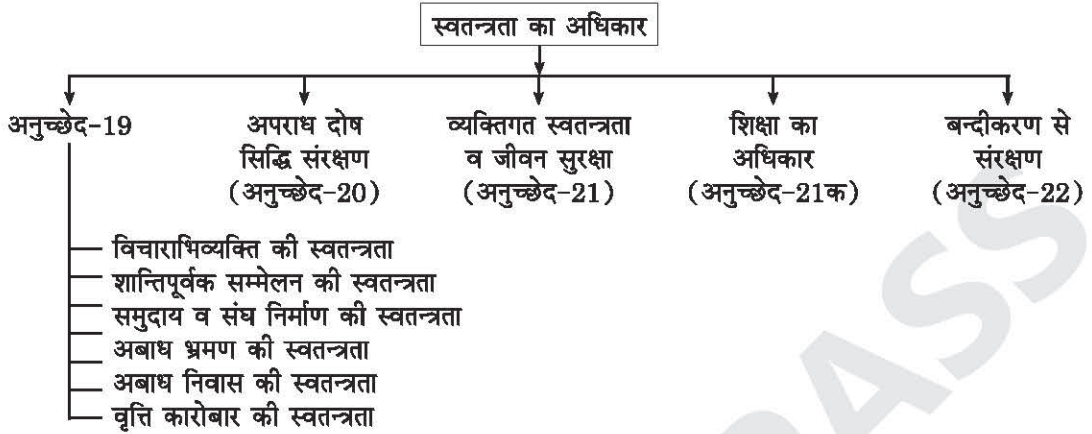 स्वतन्त्रता का अधिकार
अनुच्छेद-19
अपराध दोष
सिद्धि संरक्षण
(अनुच्छेद-20)
व्यक्तिगत स्वतन्त्रता
व जीवन सुरक्षा
(अनुच्छेद-21)
शिक्षा का
अधिकार
(अनुच्छेद-21क)
बन्दीकरण से
संरक्षण
(अनुच्छेद-22)
विचाराभिव्यक्ति की स्वतन्त्रता
शान्तिपूर्वक सम्मेलन की स्वतन्त्रता
समुदाय व संघ निर्माण की स्वतन्त्रता
अबाध भ्रमण की स्वतन्त्रता
अबाध निवास की स्वतन्त्रता
वृत्ति कारोबार की स्वतन्त्रता